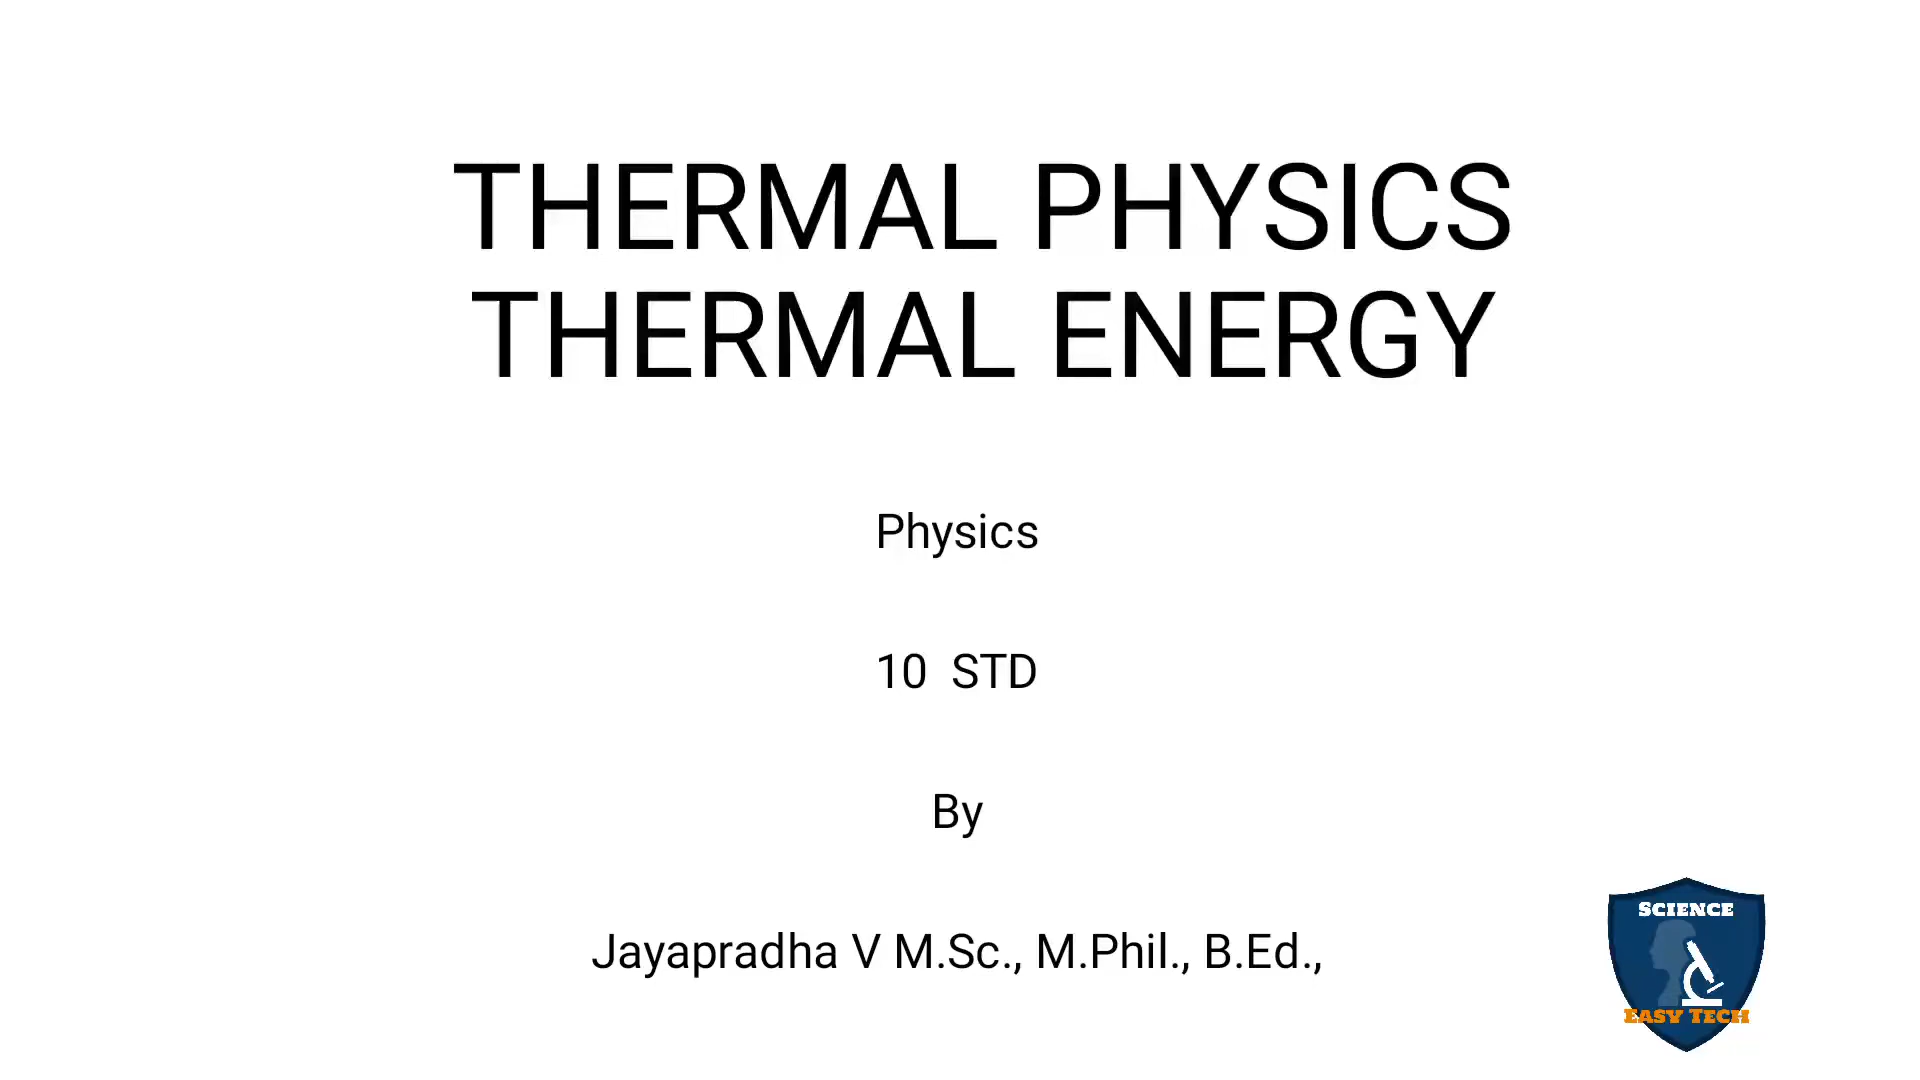 THERMAL PHYSICS
THERMAL ENERGY
Physics
10 STD
By
Jayapradha V M.Sc., M.Phil., B.Ed.,
SCIENCE
EASY TECH